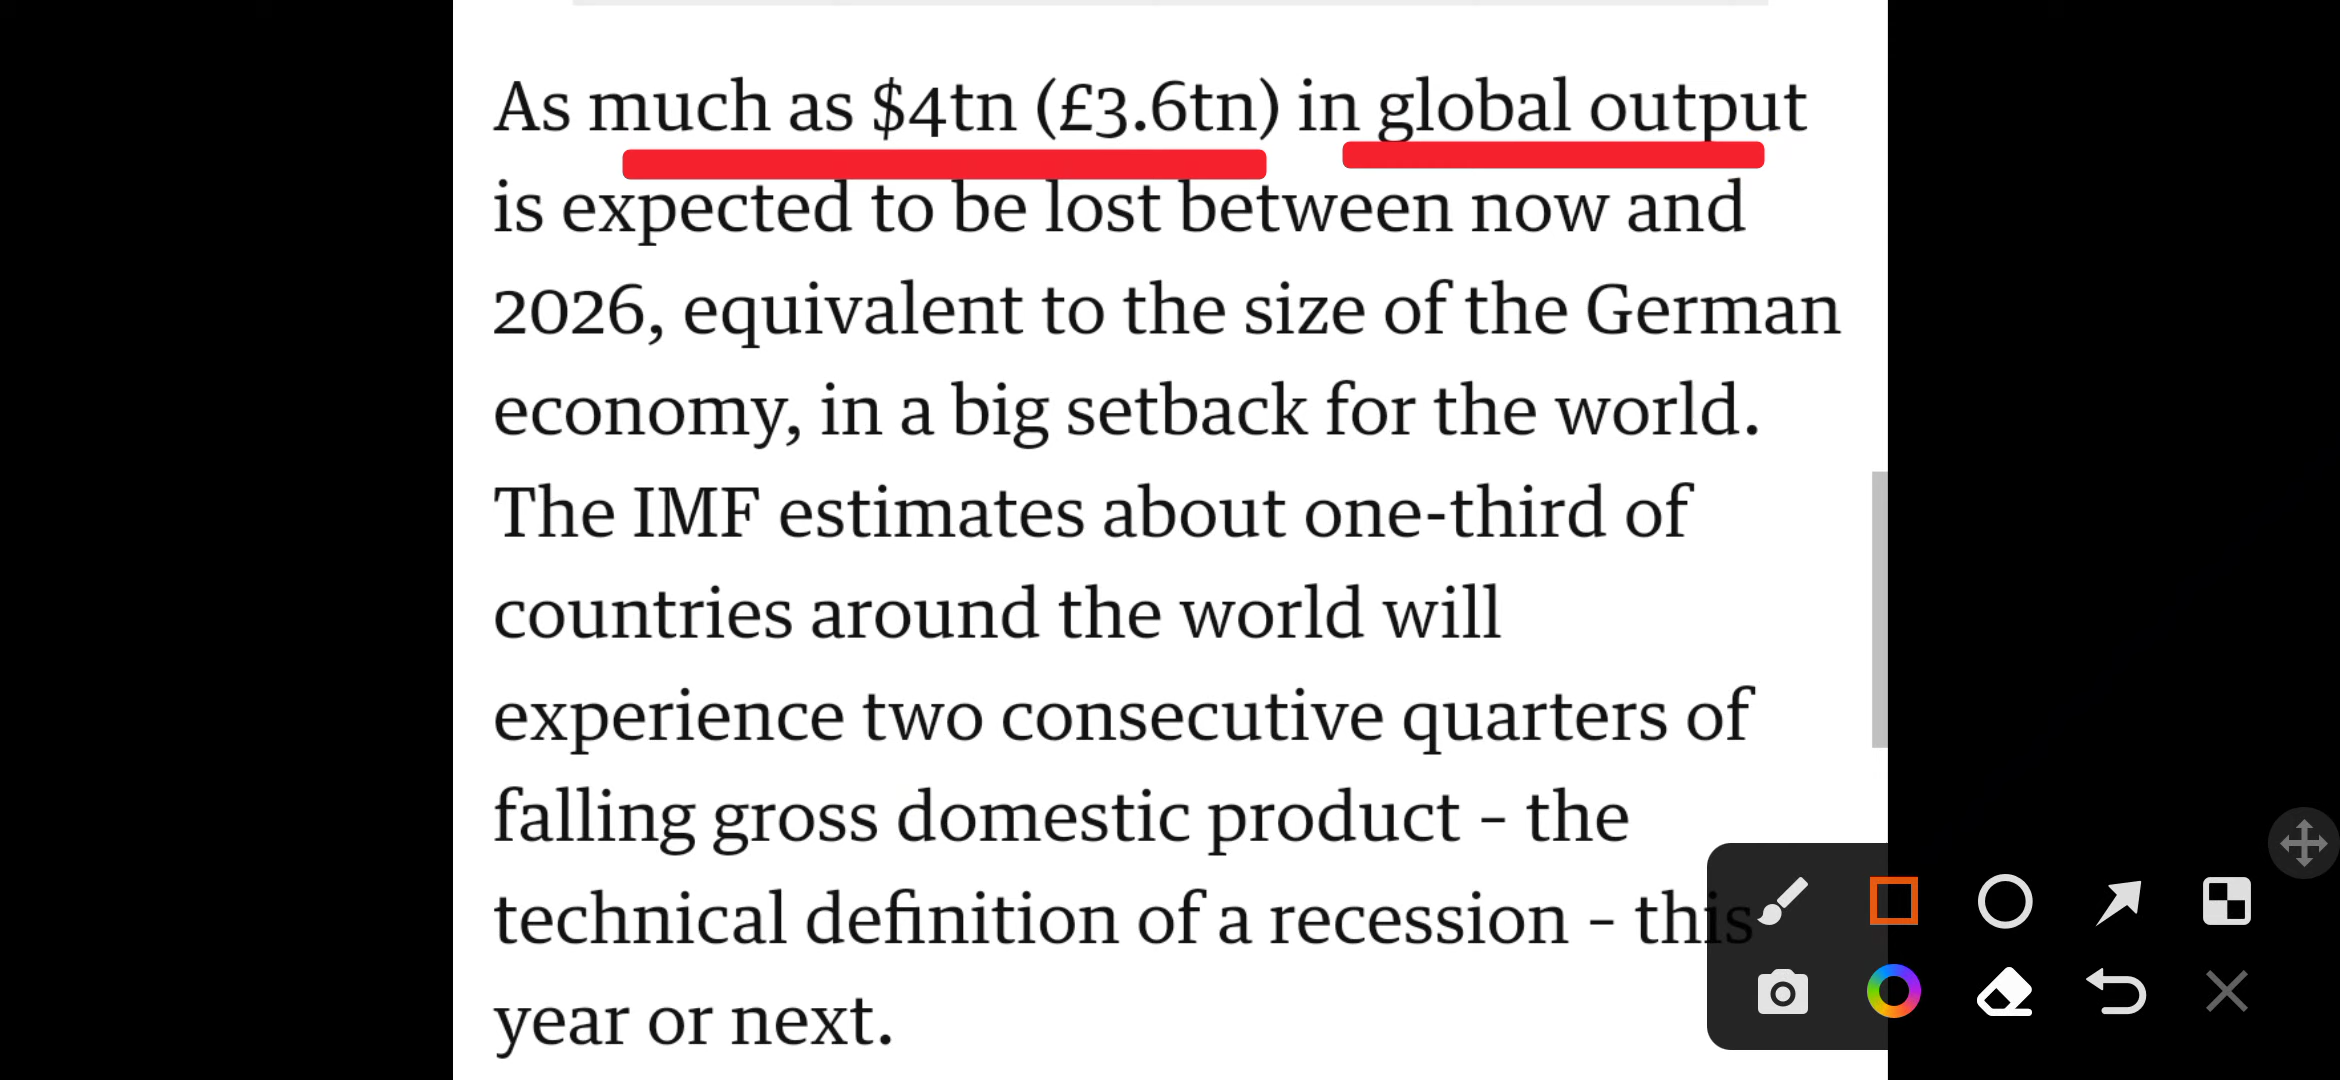 As much as $4tn (£3.6tn) in global output
is expected to be lost between now and
2026, equivalent to the size of the German
economy, in a big setback for the world.
The IMF estimates about one-third of
countries around the world will
experience two consecutive quarters of
falling gross domestic product – the
technical definition of a recession – this
year or next.